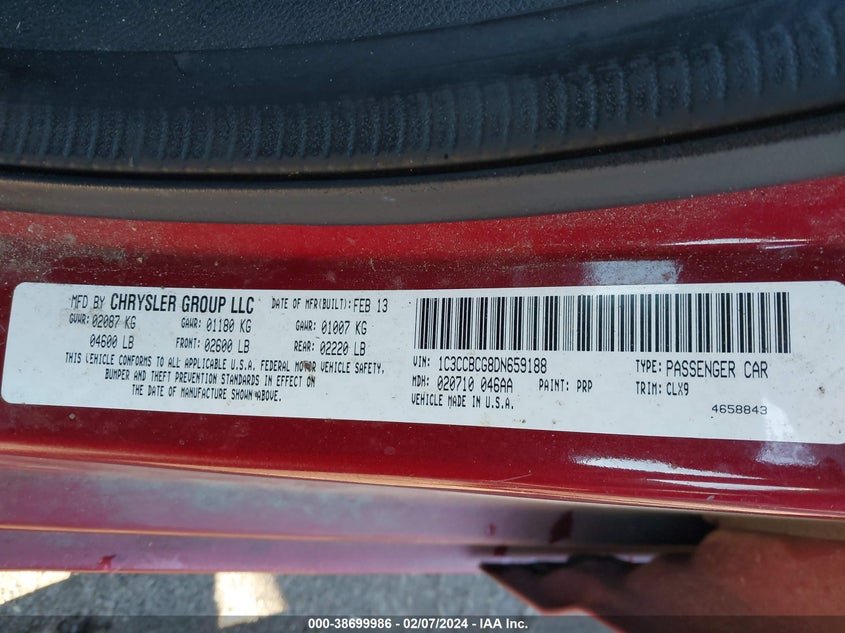 MFD BY CHRYSLER GROUP LLC DATE OF MFR(BUILT): FEB 13
GVWR: 02087 KG GAWR: 01180 KG GAWR: 01007 KG
04600 LB FRONT: 02600 LB REAR: 02220 LB
THIS VEHICLE CONFORMS TO ALL APPLICABLE U.S.A. FEDERAL MOTOR VEHICLE SAFETY,
BUMPER AND THEFT PREVENTION STANDARDS IN EFFECT ON
THE DATE OF MANUFACTURE SHOWN ABOVE.
VIN: 1C3CCBCG8DN659188 TYPE: PASSENGER CAR
MDH: 020710 046AA PAINT: PRP TRIM: CLX9
VEHICLE MADE IN U.S.A.
4658843
000-38699986 - 02/07/2024 - IAA Inc.